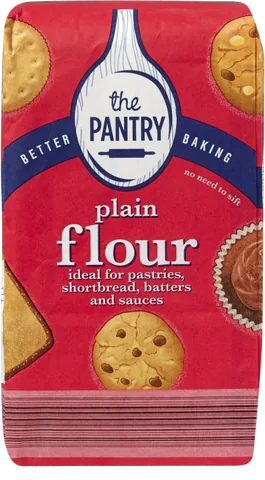 the
PANTRY
BETTER BAKING
no need to sift
plain
flour
ideal for pastries,
shortbread, batters
and sauces